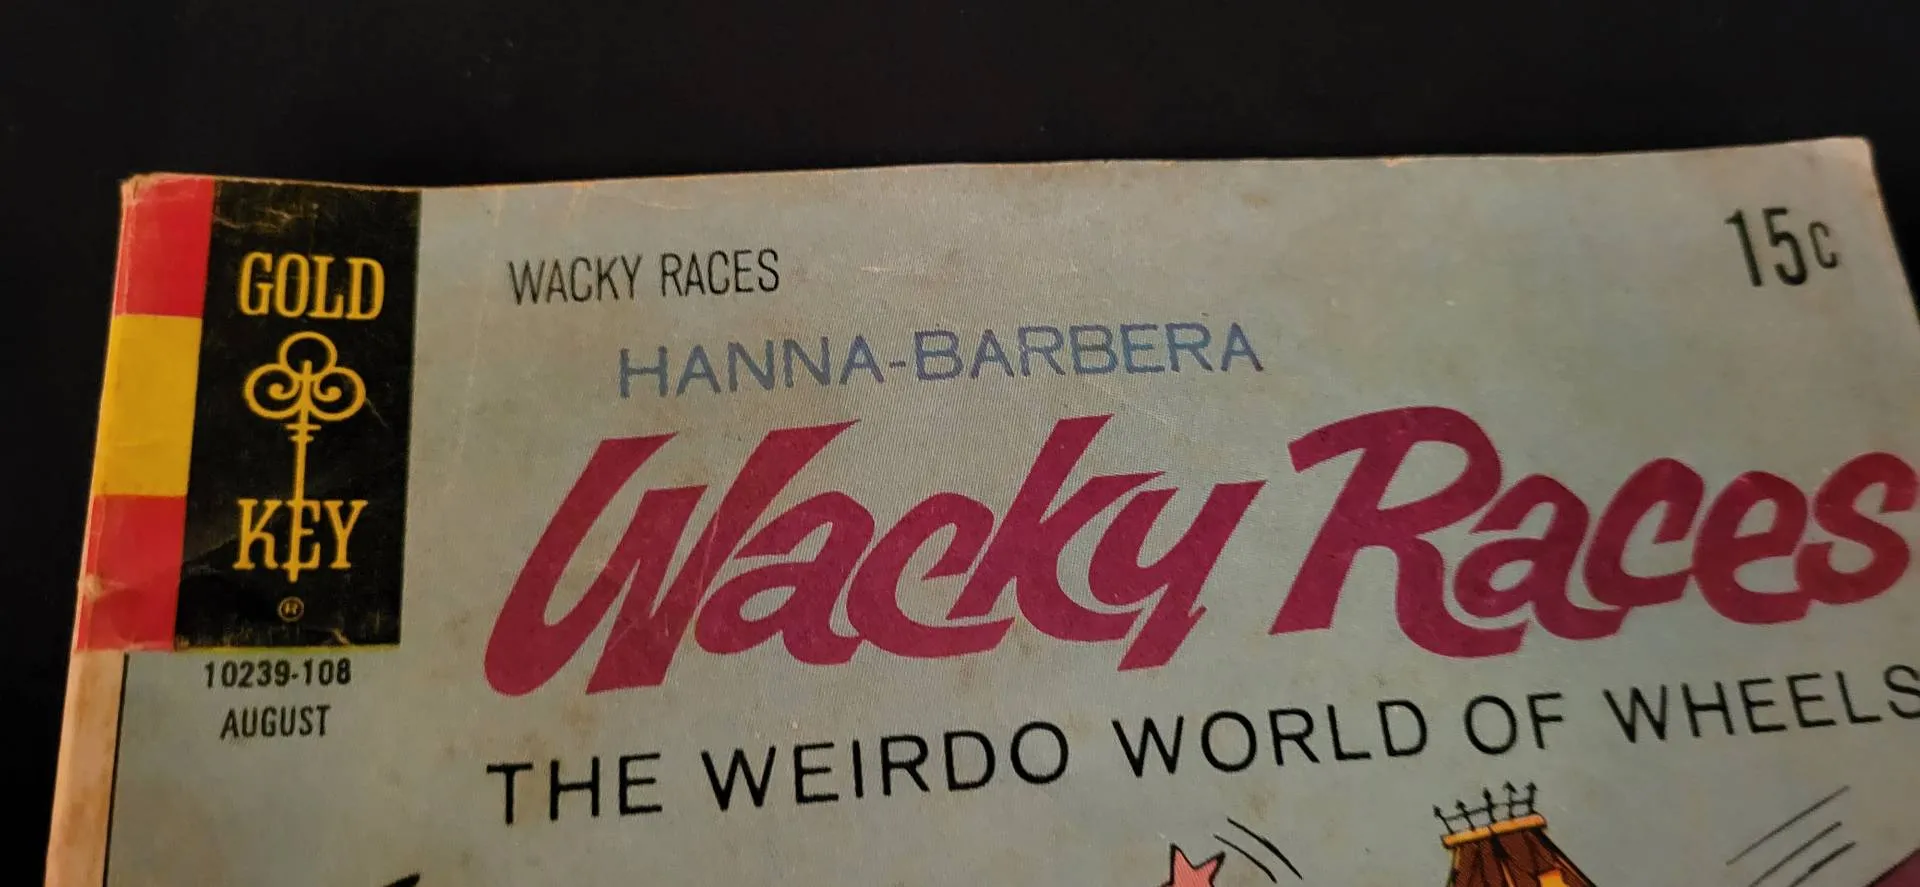 GOLD
KEY
®
10239-108
AUGUST
WACKY RACES
15c
HANNA-BARBERA
Wacky Races
THE WEIRDO WORLD OF WHEELS